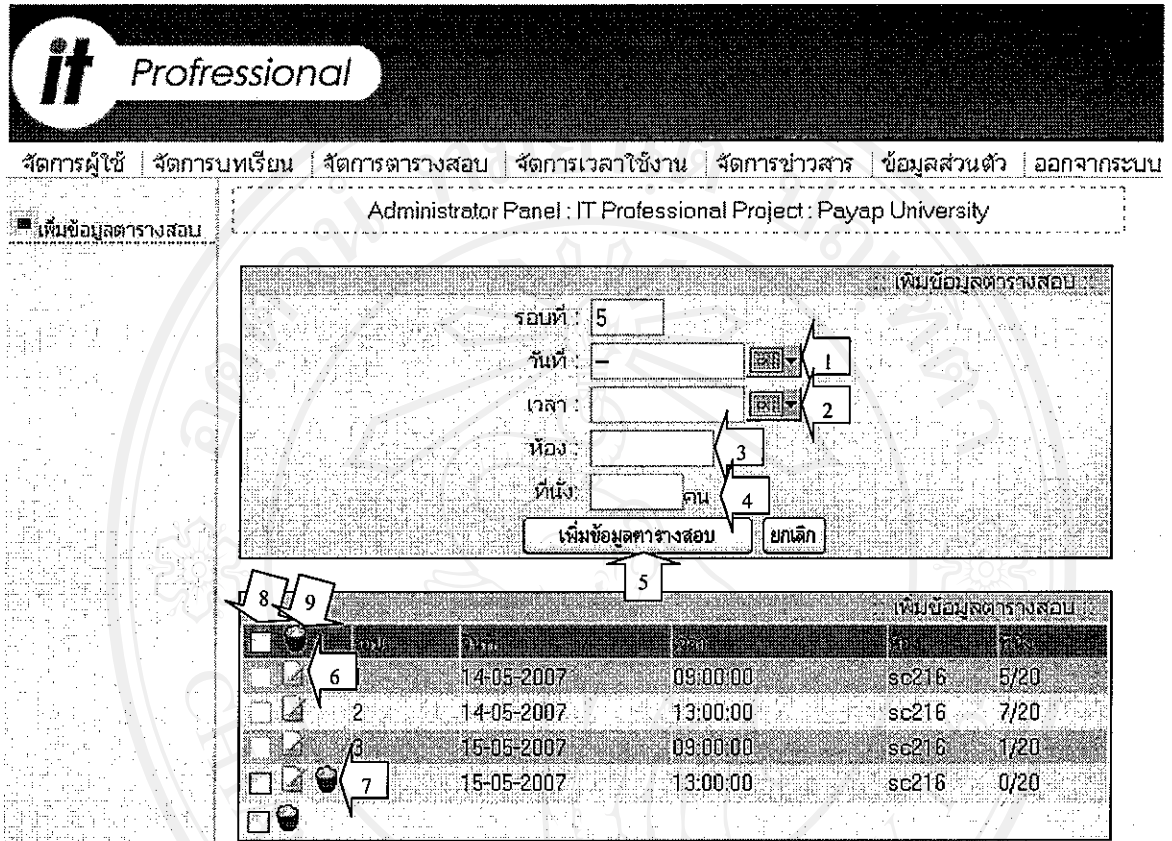 it Profressional
จัดการผู้ใช้ จัดการบทเรียน จัดการตารางสอบ จัดการเวลาใช้งาน จัดการข่าวสาร ข้อมูลส่วนตัว ออกจากระบบ
เพิ่มข้อมูลตารางสอบ
Administrator Panel : IT Professional Project : Payap University
:: เพิ่มข้อมูลตารางสอบ ::
รอบที่ : 5
วันที่ : – 1
เวลา : 2
ห้อง : 3
ที่นั่ง: คน 4
เพิ่มข้อมูลตารางสอบ ยกเลิก
5
8 9
:: เพิ่มข้อมูลตารางสอบ ::
6 14-05-2007 09:00:00 sc216 5/20
2 14-05-2007 13:00:00 sc216 7/20
3 15-05-2007 09:00:00 sc216 1/20
7 15-05-2007 13:00:00 sc216 0/20